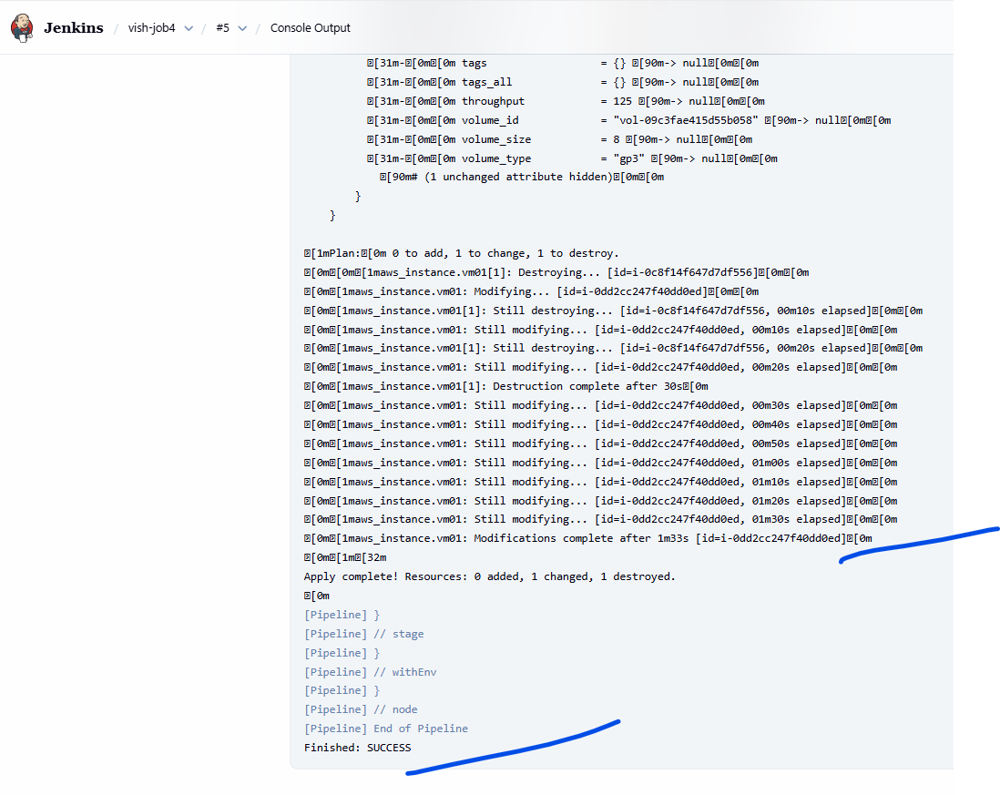 Jenkins / vish-job4 / #5 / Console Output
␛[31m-␛[0m␛[0m tags = {} ␛[90m-> null␛[0m␛[0m
␛[31m-␛[0m␛[0m tags_all = {} ␛[90m-> null␛[0m␛[0m
␛[31m-␛[0m␛[0m throughput = 125 ␛[90m-> null␛[0m␛[0m
␛[31m-␛[0m␛[0m volume_id = "vol-09c3fae415d55b058" ␛[90m-> null␛[0m␛[0m
␛[31m-␛[0m␛[0m volume_size = 8 ␛[90m-> null␛[0m␛[0m
␛[31m-␛[0m␛[0m volume_type = "gp3" ␛[90m-> null␛[0m␛[0m
␛[90m# (1 unchanged attribute hidden)␛[0m␛[0m
}
}
␛[1mPlan:␛[0m 0 to add, 1 to change, 1 to destroy.
␛[0m␛[0m␛[1maws_instance.vm01[1]: Destroying... [id=i-0c8f14f647d7df556]␛[0m␛[0m
␛[0m␛[1maws_instance.vm01: Modifying... [id=i-0dd2cc247f40dd0ed]␛[0m␛[0m
␛[0m␛[1maws_instance.vm01[1]: Still destroying... [id=i-0c8f14f647d7df556, 00m10s elapsed]␛[0m␛[0m
␛[0m␛[1maws_instance.vm01: Still modifying... [id=i-0dd2cc247f40dd0ed, 00m10s elapsed]␛[0m␛[0m
␛[0m␛[1maws_instance.vm01[1]: Still destroying... [id=i-0c8f14f647d7df556, 00m20s elapsed]␛[0m␛[0m
␛[0m␛[1maws_instance.vm01: Still modifying... [id=i-0dd2cc247f40dd0ed, 00m20s elapsed]␛[0m␛[0m
␛[0m␛[1maws_instance.vm01[1]: Destruction complete after 30s␛[0m
␛[0m␛[1maws_instance.vm01: Still modifying... [id=i-0dd2cc247f40dd0ed, 00m30s elapsed]␛[0m␛[0m
␛[0m␛[1maws_instance.vm01: Still modifying... [id=i-0dd2cc247f40dd0ed, 00m40s elapsed]␛[0m␛[0m
␛[0m␛[1maws_instance.vm01: Still modifying... [id=i-0dd2cc247f40dd0ed, 00m50s elapsed]␛[0m␛[0m
␛[0m␛[1maws_instance.vm01: Still modifying... [id=i-0dd2cc247f40dd0ed, 01m00s elapsed]␛[0m␛[0m
␛[0m␛[1maws_instance.vm01: Still modifying... [id=i-0dd2cc247f40dd0ed, 01m10s elapsed]␛[0m␛[0m
␛[0m␛[1maws_instance.vm01: Still modifying... [id=i-0dd2cc247f40dd0ed, 01m20s elapsed]␛[0m␛[0m
␛[0m␛[1maws_instance.vm01: Still modifying... [id=i-0dd2cc247f40dd0ed, 01m30s elapsed]␛[0m␛[0m
␛[0m␛[1maws_instance.vm01: Modifications complete after 1m33s [id=i-0dd2cc247f40dd0ed]␛[0m
␛[0m␛[1m␛[32m
Apply complete! Resources: 0 added, 1 changed, 1 destroyed.
␛[0m
[Pipeline] }
[Pipeline] // stage
[Pipeline] }
[Pipeline] // withEnv
[Pipeline] }
[Pipeline] // node
[Pipeline] End of Pipeline
Finished: SUCCESS